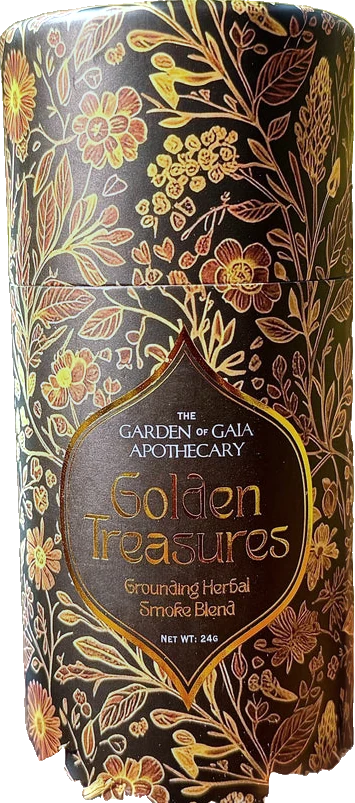 THE
GARDEN OF GAIA
APOTHECARY
Golden
Treasures
Grounding Herbal
Smoke Blend
NET WT: 24G